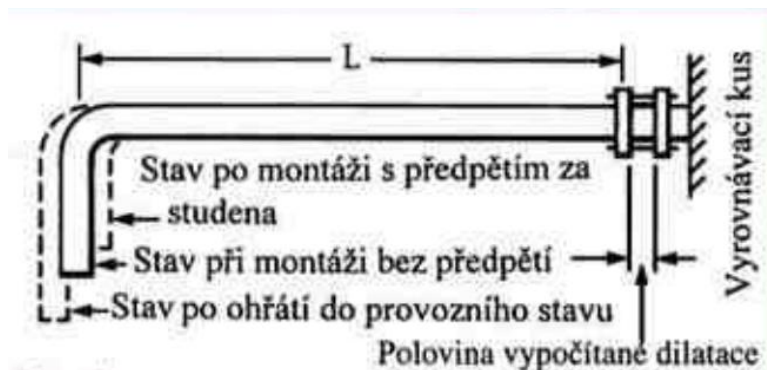 L
Vyrovnávací kus
Stav po montáži s předpětím za
studena
Stav při montáži bez předpětí
Stav po ohřátí do provozního stavu
Polovina vypočítané dilatace